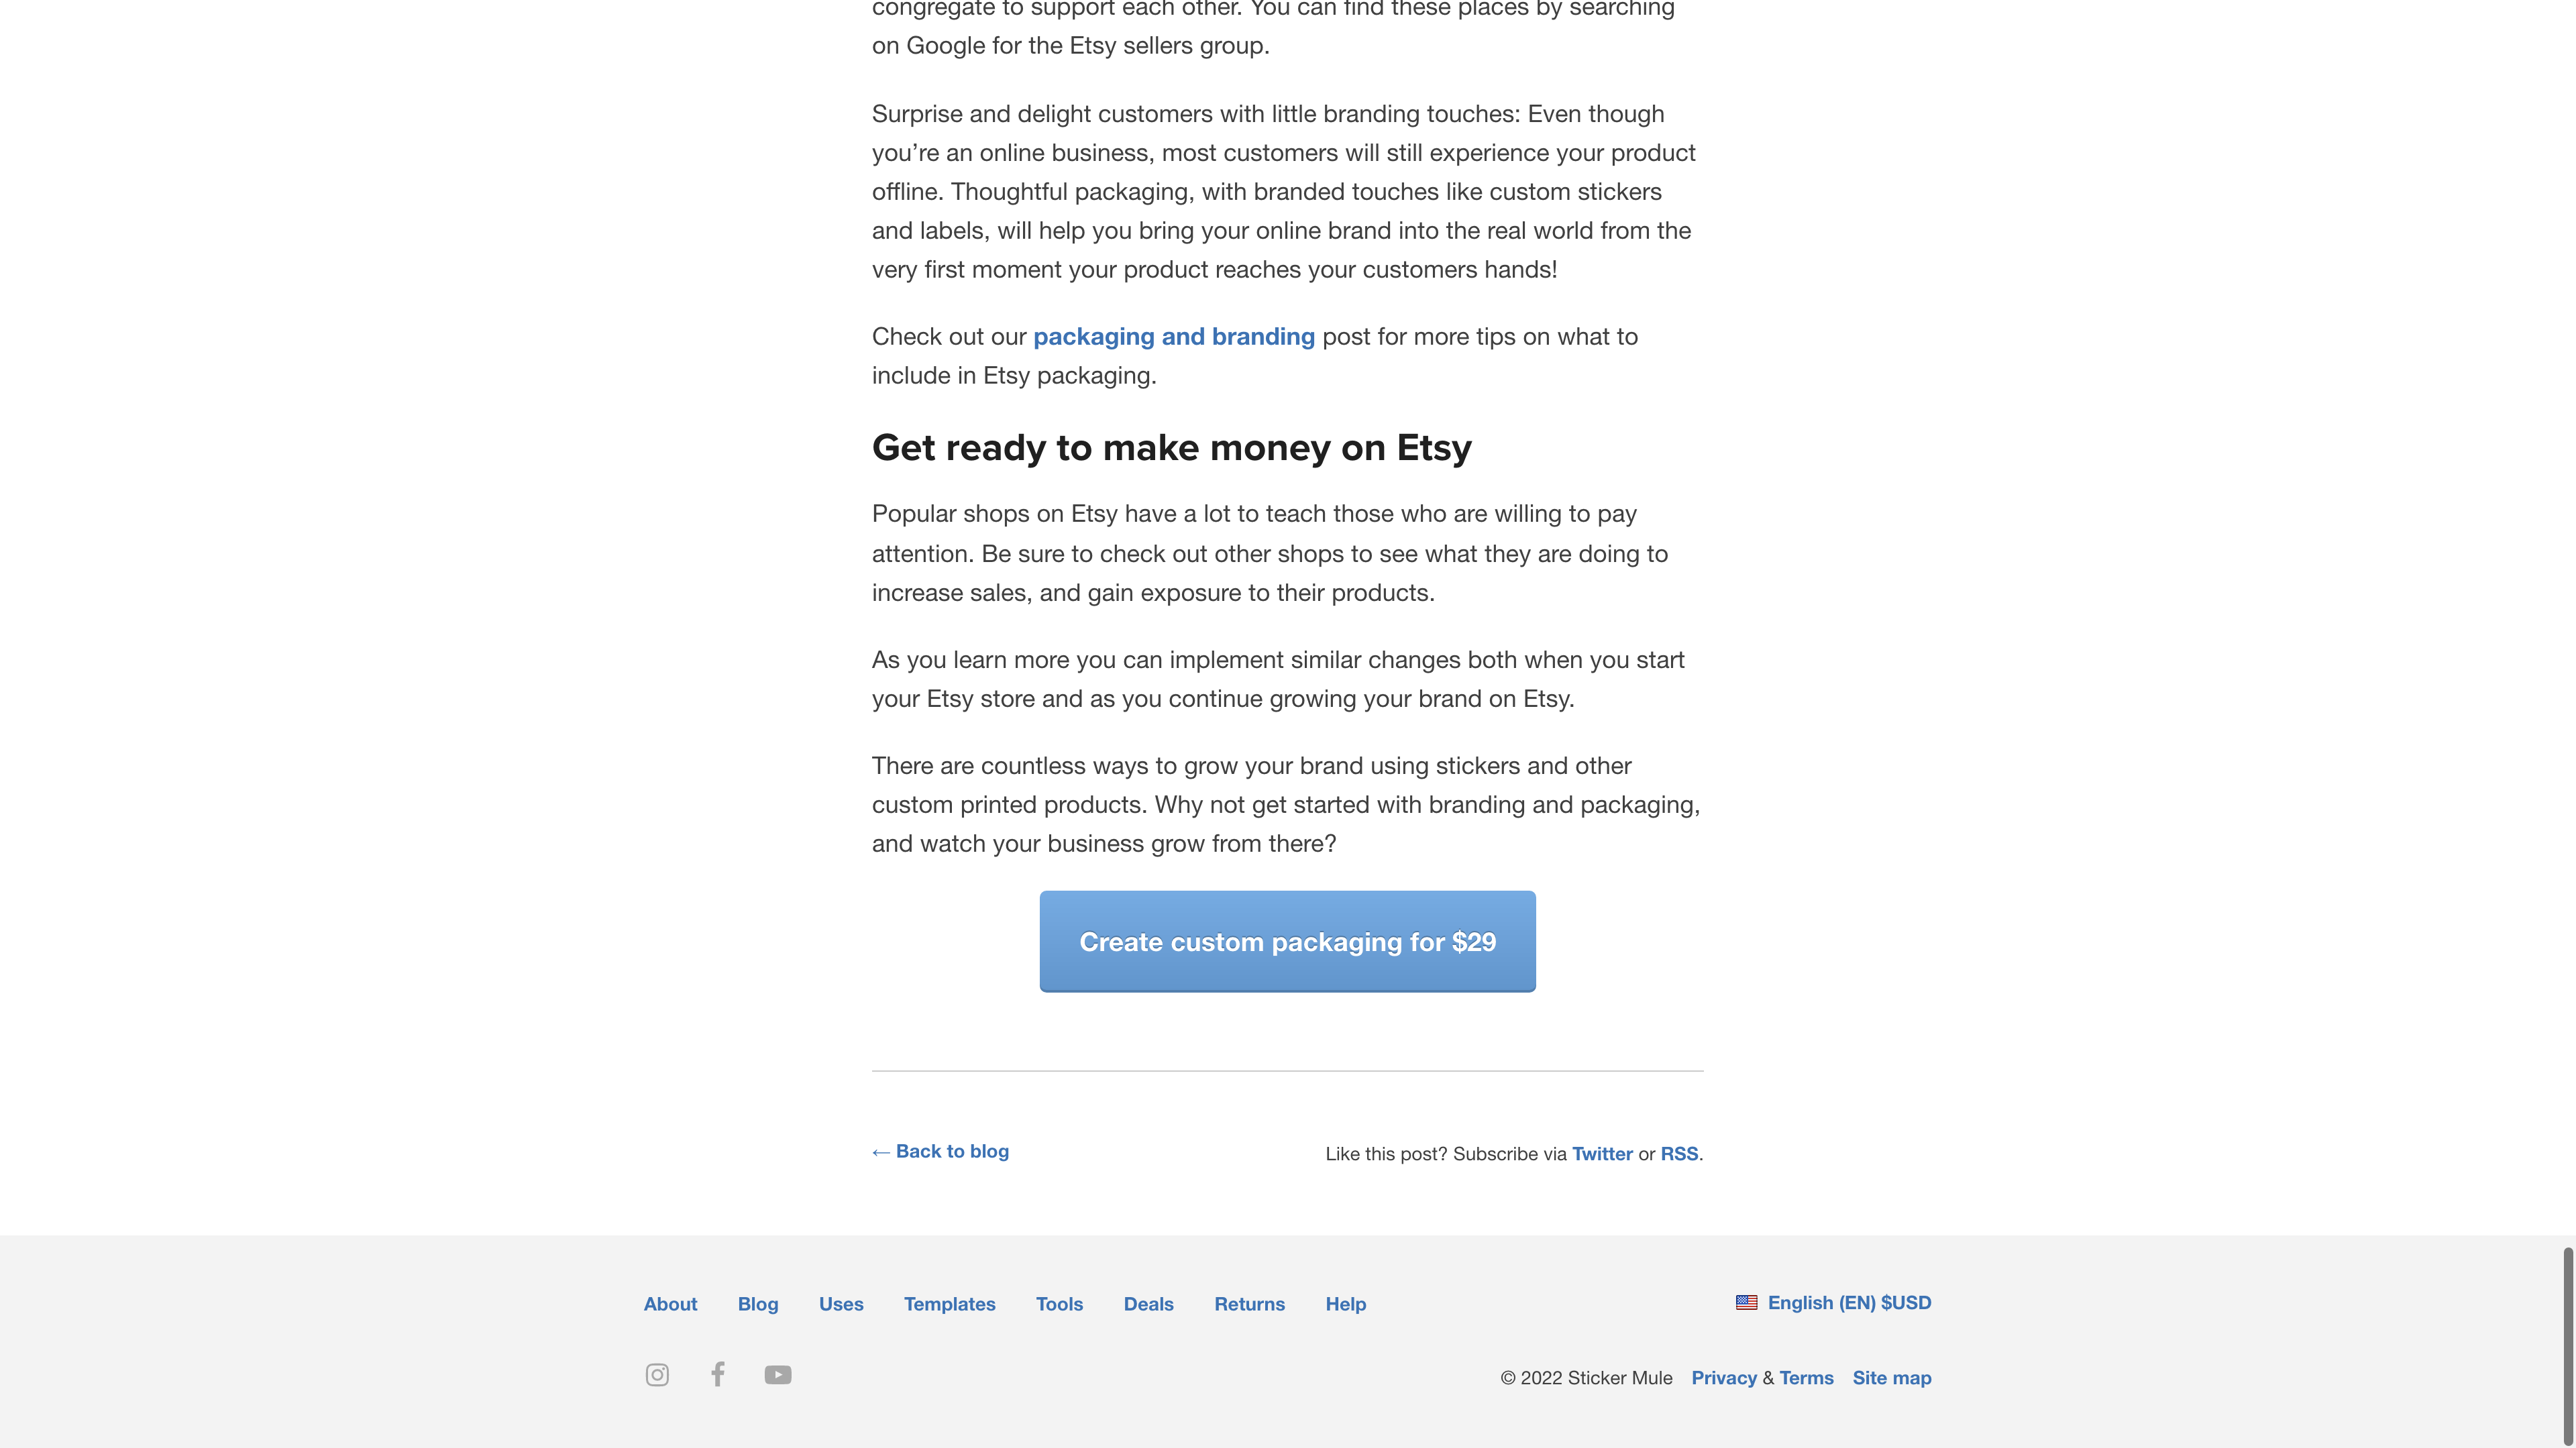 congregate to support each other. You can find these places by searching
on Google for the Etsy sellers group.
Surprise and delight customers with little branding touches: Even though
you’re an online business, most customers will still experience your product
offline. Thoughtful packaging, with branded touches like custom stickers
and labels, will help you bring your online brand into the real world from the
very first moment your product reaches your customers hands!
Check out our packaging and branding post for more tips on what to
include in Etsy packaging.
Get ready to make money on Etsy
Popular shops on Etsy have a lot to teach those who are willing to pay
attention. Be sure to check out other shops to see what they are doing to
increase sales, and gain exposure to their products.
As you learn more you can implement similar changes both when you start
your Etsy store and as you continue growing your brand on Etsy.
There are countless ways to grow your brand using stickers and other
custom printed products. Why not get started with branding and packaging,
and watch your business grow from there?
Create custom packaging for $29
← Back to blog
Like this post? Subscribe via Twitter or RSS.
About Blog Uses Templates Tools Deals Returns Help
English (EN) $USD
© 2022 Sticker Mule Privacy & Terms Site map